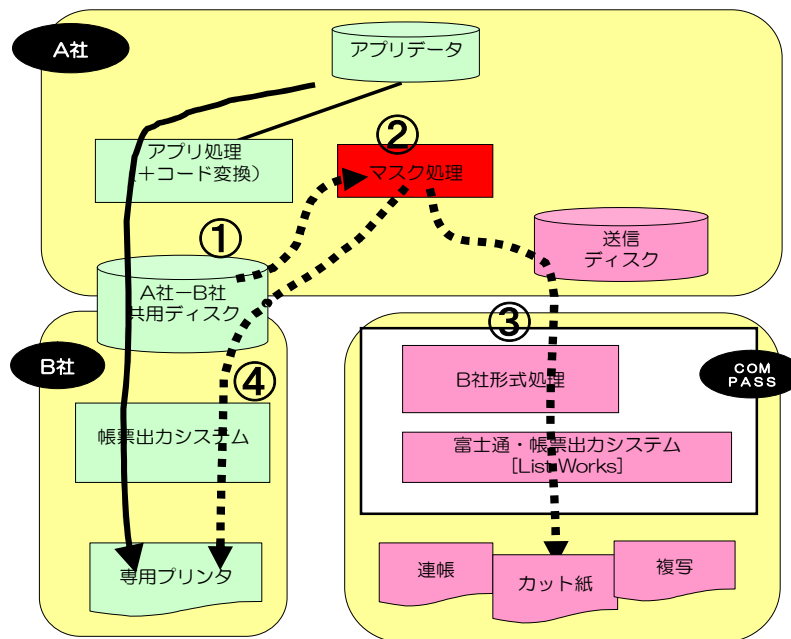 A社
アプリデータ
②
アプリ処理
(+コード変換)
マスク処理
①
送信
ディスク
A社ーB社
共用ディスク
③
B社
COM
PASS
B社形式処理
④
帳票出力システム
富士通・帳票出力システム
[List Works]
専用プリンタ
連帳
カット紙
複写